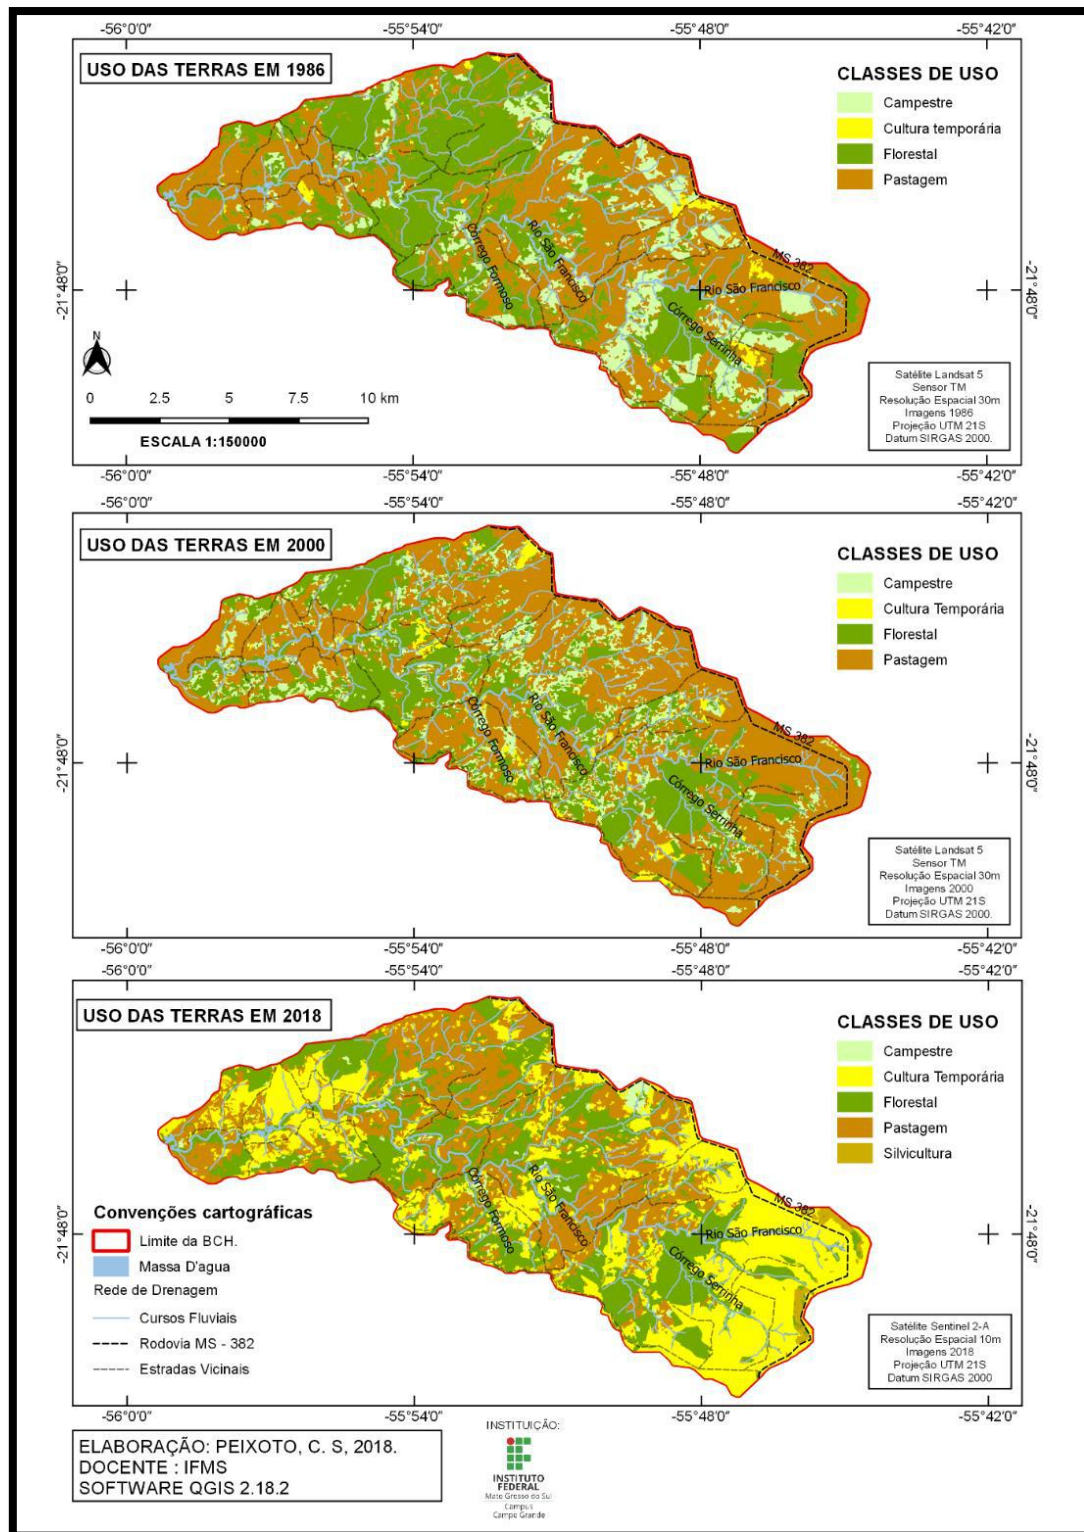 -56°0'0"
-55°54'0"
-55°48'0"
-55°42'0"
USO DAS TERRAS EM 1986
CLASSES DE USO
Campestre
Cultura temporária
Florestal
Pastagem
Córrego Formoso
Rio São Francisco
MS 382
Rio São Francisco
Córrego Serrinha
-21°48'0"
-21°48'0"
N
0 2.5 5 7.5 10 km
ESCALA 1:150000
Satélite Landsat 5
Sensor TM
Resolução Espacial 30m
Imagens 1986
Projeção UTM 21S
Datum SIRGAS 2000.
-56°0'0"
-55°54'0"
-55°48'0"
-55°42'0"
-56°0'0"
-55°54'0"
-55°48'0"
-55°42'0"
USO DAS TERRAS EM 2000
CLASSES DE USO
Campestre
Cultura Temporária
Florestal
Pastagem
Córrego Formoso
Rio São Francisco
MS 382
Rio São Francisco
Córrego Serrinha
-21°48'0"
-21°48'0"
Satélite Landsat 5
Sensor TM
Resolução Espacial 30m
Imagens 2000
Projeção UTM 21S
Datum SIRGAS 2000.
-56°0'0"
-55°54'0"
-55°48'0"
-55°42'0"
-56°0'0"
-55°54'0"
-55°48'0"
-55°42'0"
USO DAS TERRAS EM 2018
CLASSES DE USO
Campestre
Cultura Temporária
Florestal
Pastagem
Silvicultura
Córrego Formoso
Rio São Francisco
MS 382
Rio São Francisco
Córrego Serrinha
-21°48'0"
-21°48'0"
Convenções cartográficas
Limite da BCH.
Massa D'agua
Rede de Drenagem
Cursos Fluviais
Rodovia MS - 382
Estradas Vicinais
Satélite Sentinel 2-A
Resolução Espacial 10m
Imagens 2018
Projeção UTM 21S
Datum SIRGAS 2000
-56°0'0"
-55°54'0"
-55°48'0"
-55°42'0"
ELABORAÇÃO: PEIXOTO, C. S, 2018.
DOCENTE : IFMS
SOFTWARE QGIS 2.18.2
INSTITUIÇÃO:
INSTITUTO
FEDERAL
Mato Grosso do Sul
Campus
Campo Grande